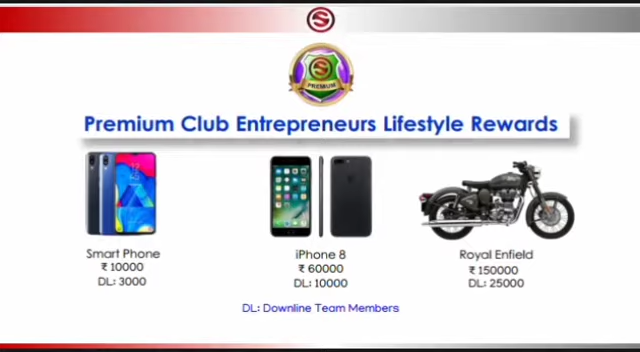 S
PREMIUM
Premium Club Entrepreneurs Lifestyle Rewards
Smart Phone
₹ 10000
DL: 3000
iPhone 8
₹ 60000
DL: 10000
Royal Enfield
₹ 150000
DL: 25000
DL: Downline Team Members